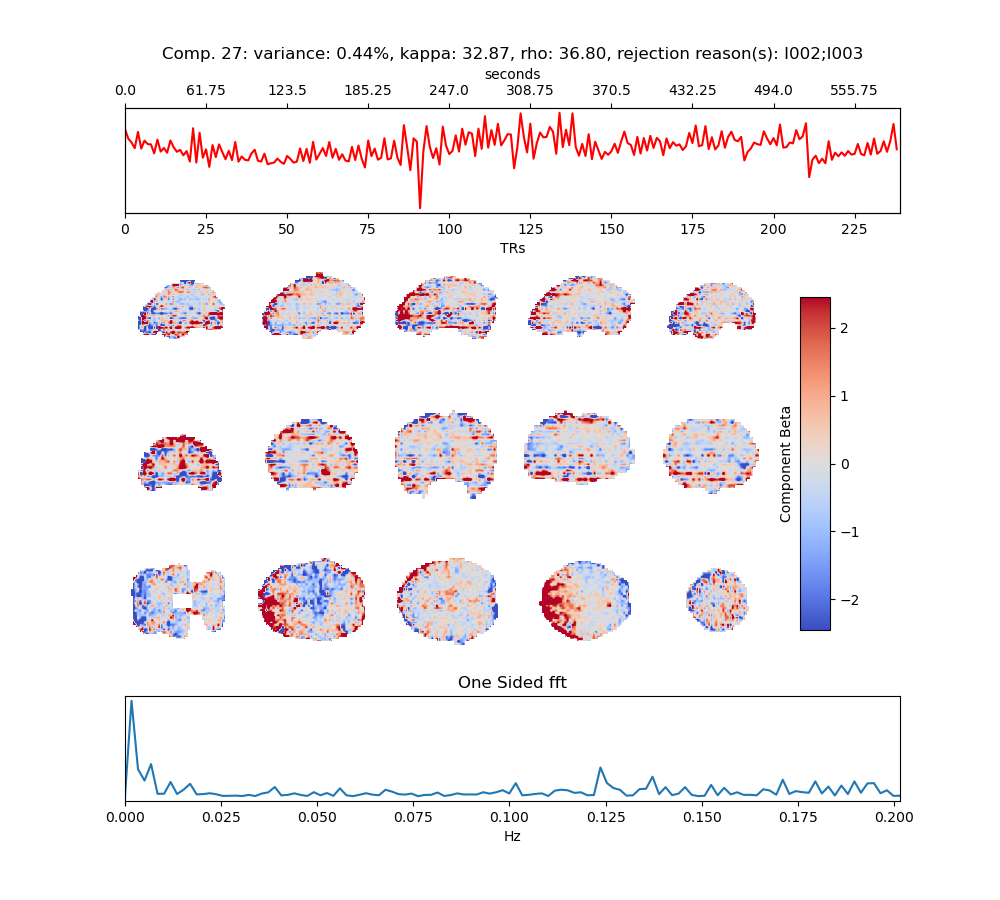 Comp. 27: variance: 0.44%, kappa: 32.87, rho: 36.80, rejection reason(s): I002;I003
seconds
0.0 61.75 123.5 185.25 247.0 308.75 370.5 432.25 494.0 555.75
0 25 50 75 100 125 150 175 200 225
TRs
2
1
0
−1
−2
Component Beta
One Sided fft
0.000 0.025 0.050 0.075 0.100 0.125 0.150 0.175 0.200
Hz